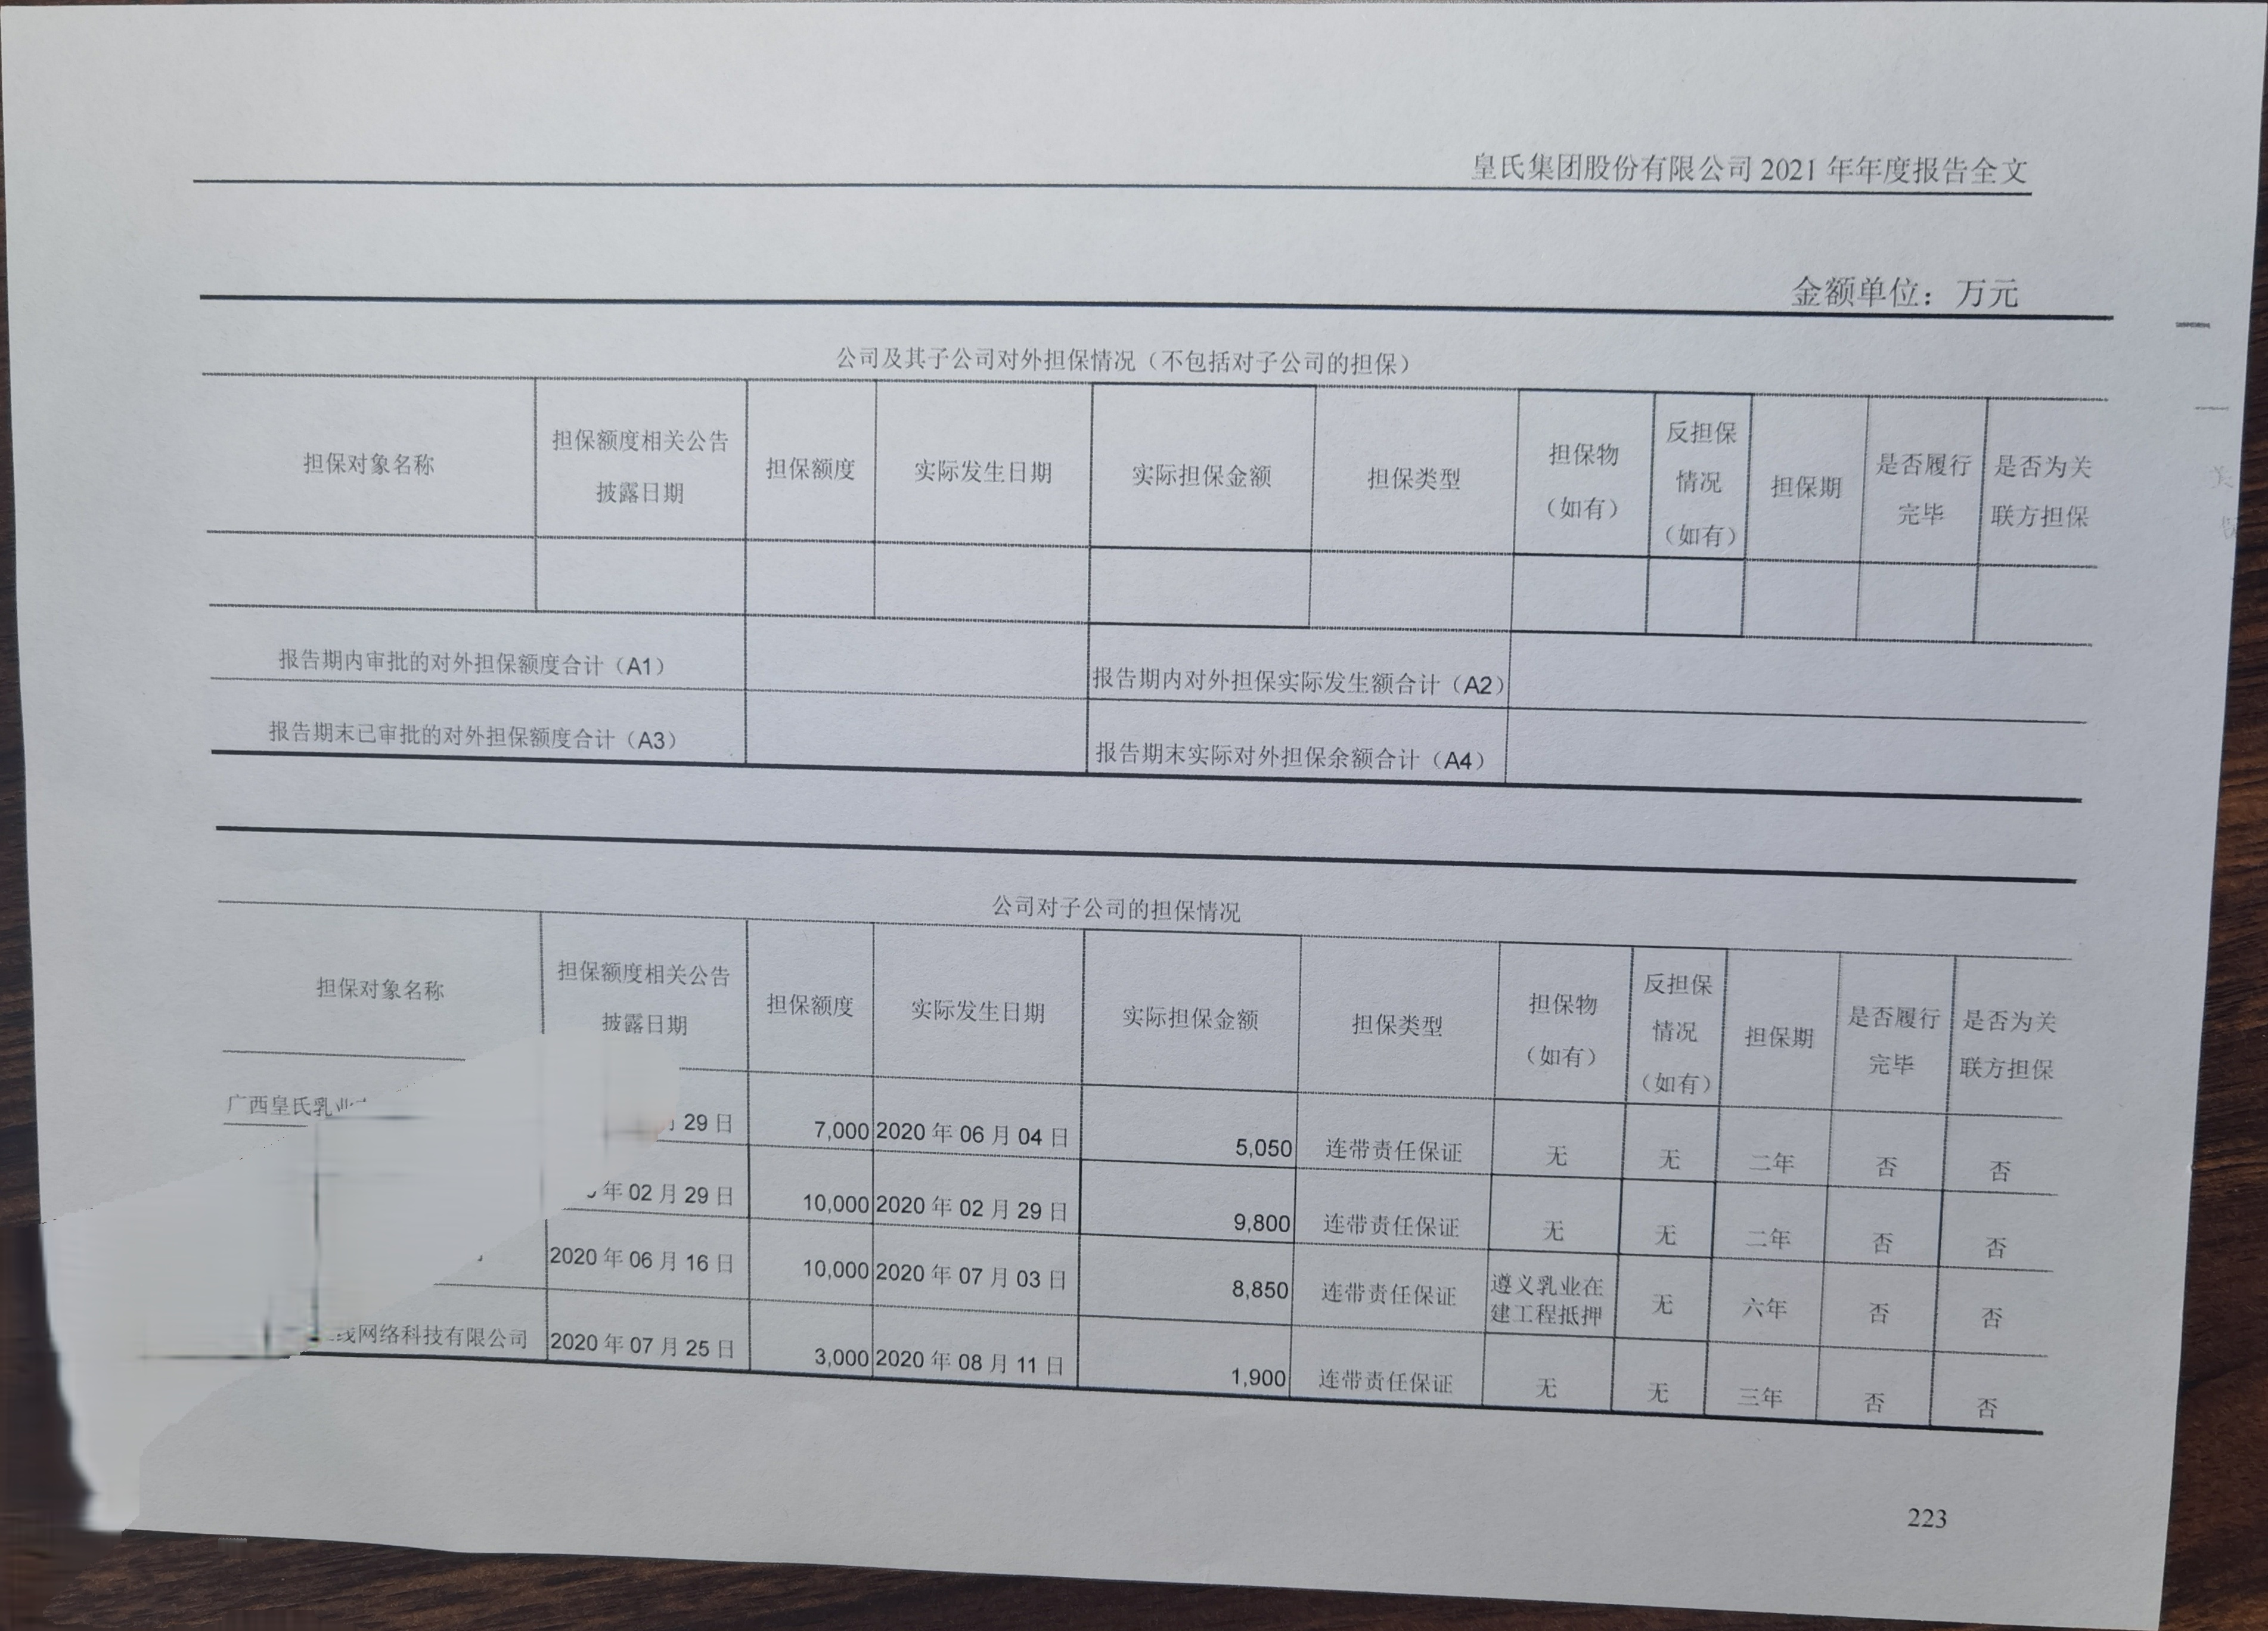 皇氏集团股份有限公司 2021 年年度报告全文
金额单位：万元
公司及其子公司对外担保情况（不包括对子公司的担保）
担保对象名称 担保额度相关公告披露日期 担保额度 实际发生日期 实际担保金额 担保类型 担保物（如有） 反担保情况（如有） 担保期 是否履行完毕 是否为关联方担保
报告期内审批的对外担保额度合计（A1） 报告期内对外担保实际发生额合计（A2）
报告期末已审批的对外担保额度合计（A3） 报告期末实际对外担保余额合计（A4）
公司对子公司的担保情况
担保对象名称 担保额度相关公告披露日期 担保额度 实际发生日期 实际担保金额 担保类型 担保物（如有） 反担保情况（如有） 担保期 是否履行完毕 是否为关联方担保
广西皇氏乳 29 日 7,000 2020 年 06 月 04 日 5,050 连带责任保证 无 无 二年 否 否
年 02 月 29 日 10,000 2020 年 02 月 29 日 9,800 连带责任保证 无 无 二年 否 否
2020 年 06 月 16 日 10,000 2020 年 07 月 03 日 8,850 连带责任保证 遵义乳业在建工程抵押 无 六年 否 否
线网络科技有限公司 2020 年 07 月 25 日 3,000 2020 年 08 月 11 日 1,900 连带责任保证 无 无 三年 否 否
223